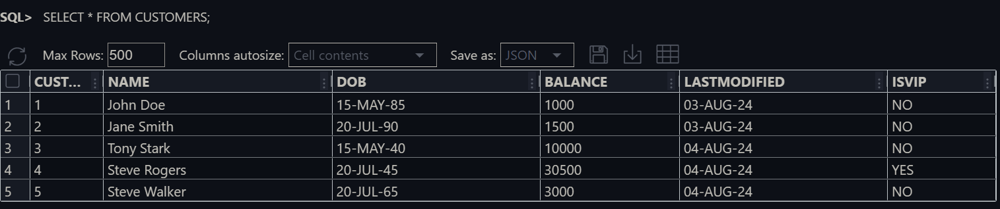 SQL> SELECT * FROM CUSTOMERS;
Max Rows: 500 Columns autosize: Cell contents Save as: JSON
CUST... NAME DOB BALANCE LASTMODIFIED ISVIP
1 1 John Doe 15-MAY-85 1000 03-AUG-24 NO
2 2 Jane Smith 20-JUL-90 1500 03-AUG-24 NO
3 3 Tony Stark 15-MAY-40 10000 04-AUG-24 NO
4 4 Steve Rogers 20-JUL-45 30500 04-AUG-24 YES
5 5 Steve Walker 20-JUL-65 3000 04-AUG-24 NO